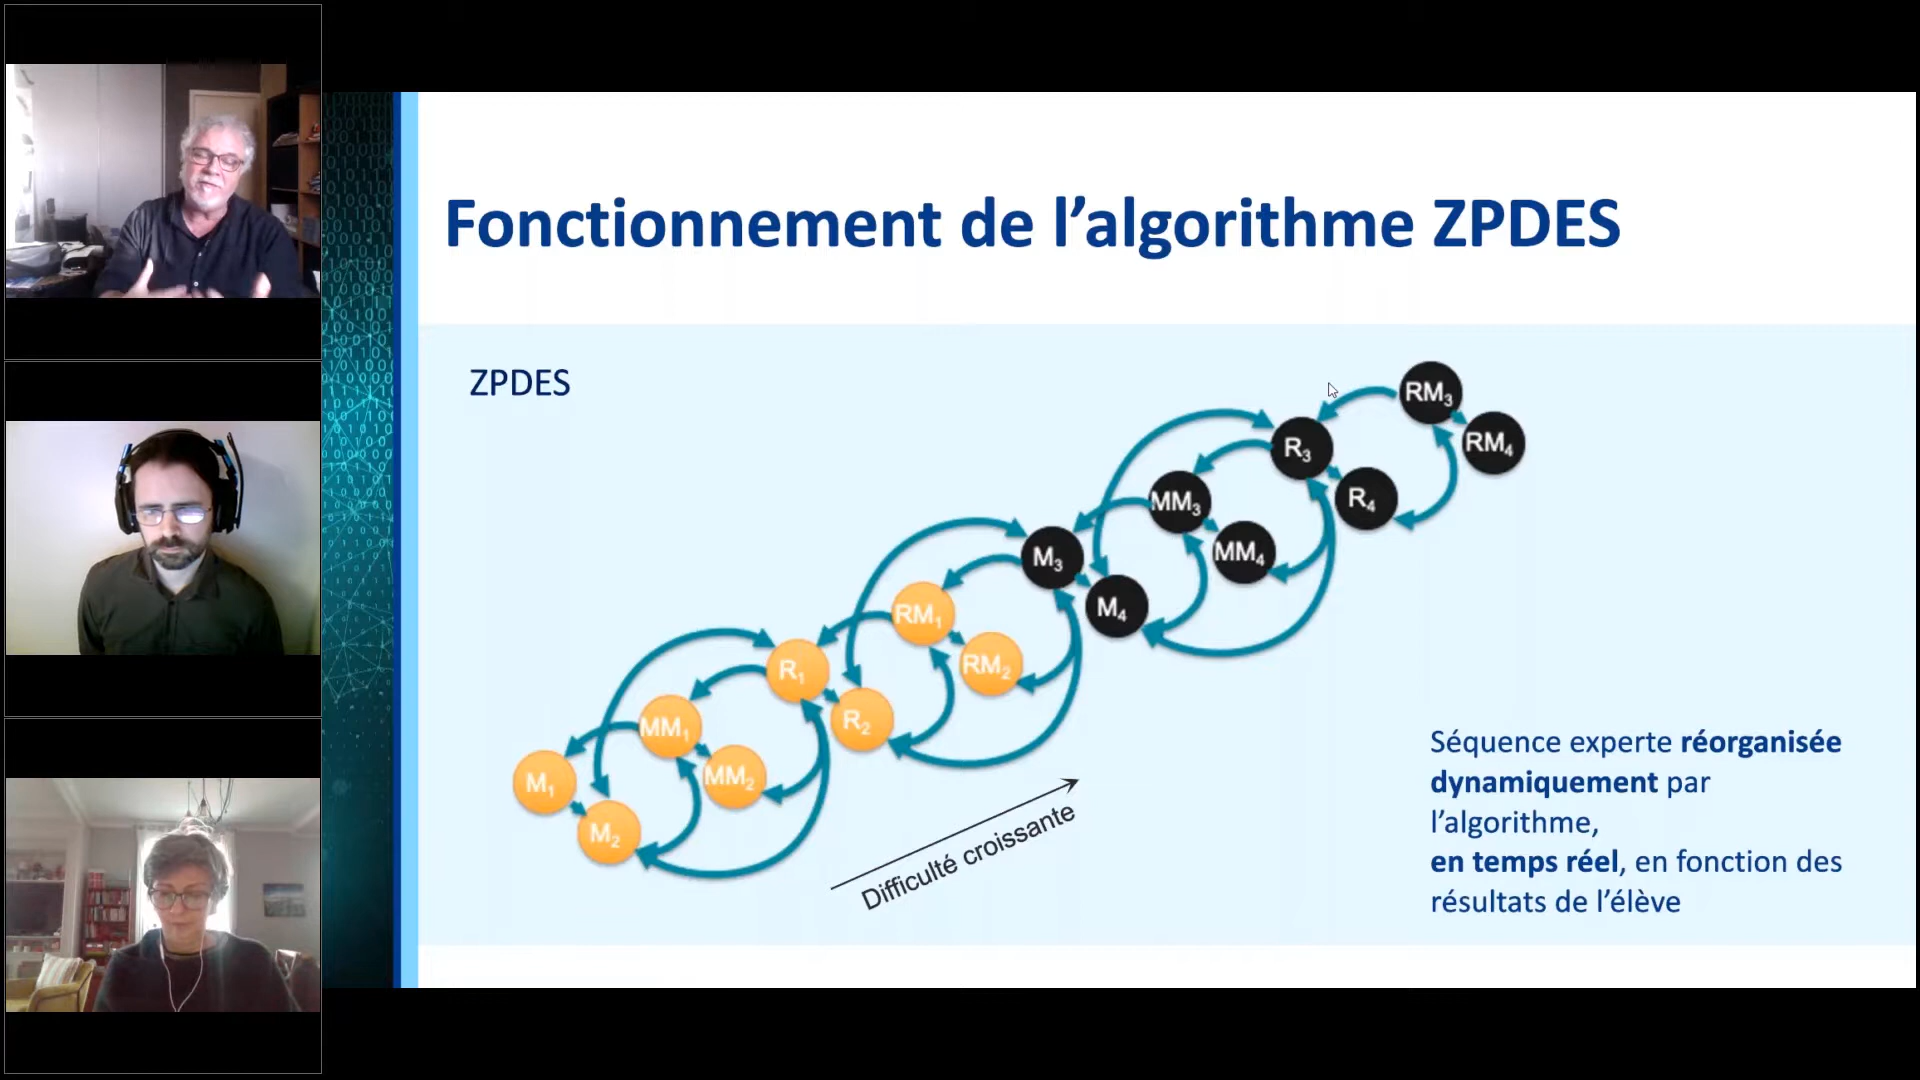 Fonctionnement de l'algorithme ZPDES
ZPDES
RM3
RM4
R3
R4
MM3
MM4
M3
M4
RM1
RM2
R1
R2
MM1
MM2
M1
M2
Difficulté croissante
Séquence experte réorganisée
dynamiquement par
l'algorithme,
en temps réel, en fonction des
résultats de l'élève